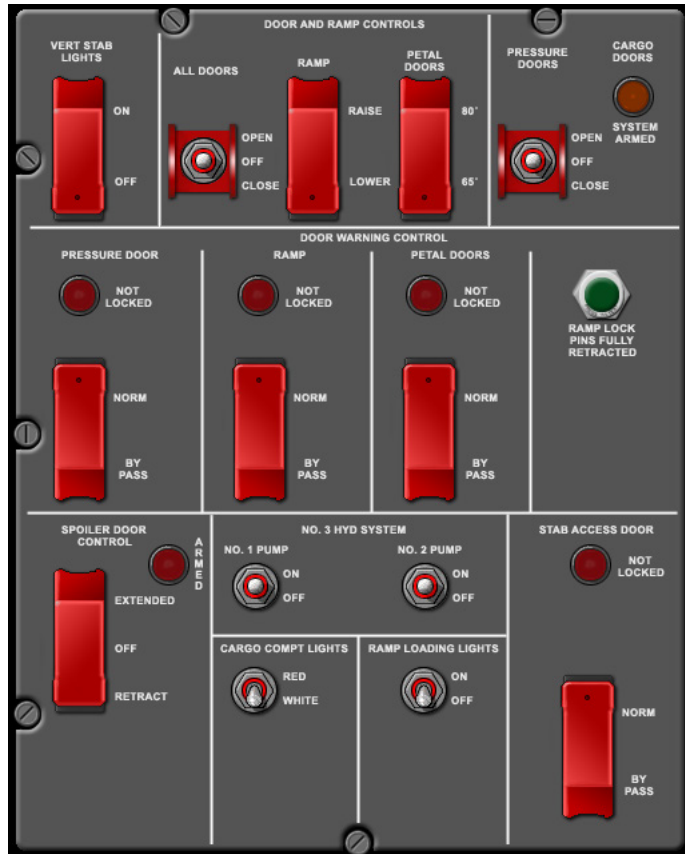 DOOR AND RAMP CONTROLS
VERT STAB
LIGHTS
ON
OFF
ALL DOORS
OPEN
OFF
CLOSE
RAMP
RAISE
LOWER
PETAL
DOORS
80°
65°
PRESSURE
DOORS
OPEN
OFF
CLOSE
CARGO
DOORS
SYSTEM
ARMED
DOOR WARNING CONTROL
PRESSURE DOOR
NOT
LOCKED
NORM
BY
PASS
RAMP
NOT
LOCKED
NORM
BY
PASS
PETAL DOORS
NOT
LOCKED
NORM
BY
PASS
RAMP LOCK
PINS FULLY
RETRACTED
SPOILER DOOR
CONTROL
ARMED
EXTENDED
OFF
RETRACT
NO. 3 HYD SYSTEM
NO. 1 PUMP
ON
OFF
NO. 2 PUMP
ON
OFF
CARGO COMPT LIGHTS
RED
WHITE
RAMP LOADING LIGHTS
ON
OFF
STAB ACCESS DOOR
NOT
LOCKED
NORM
BY
PASS